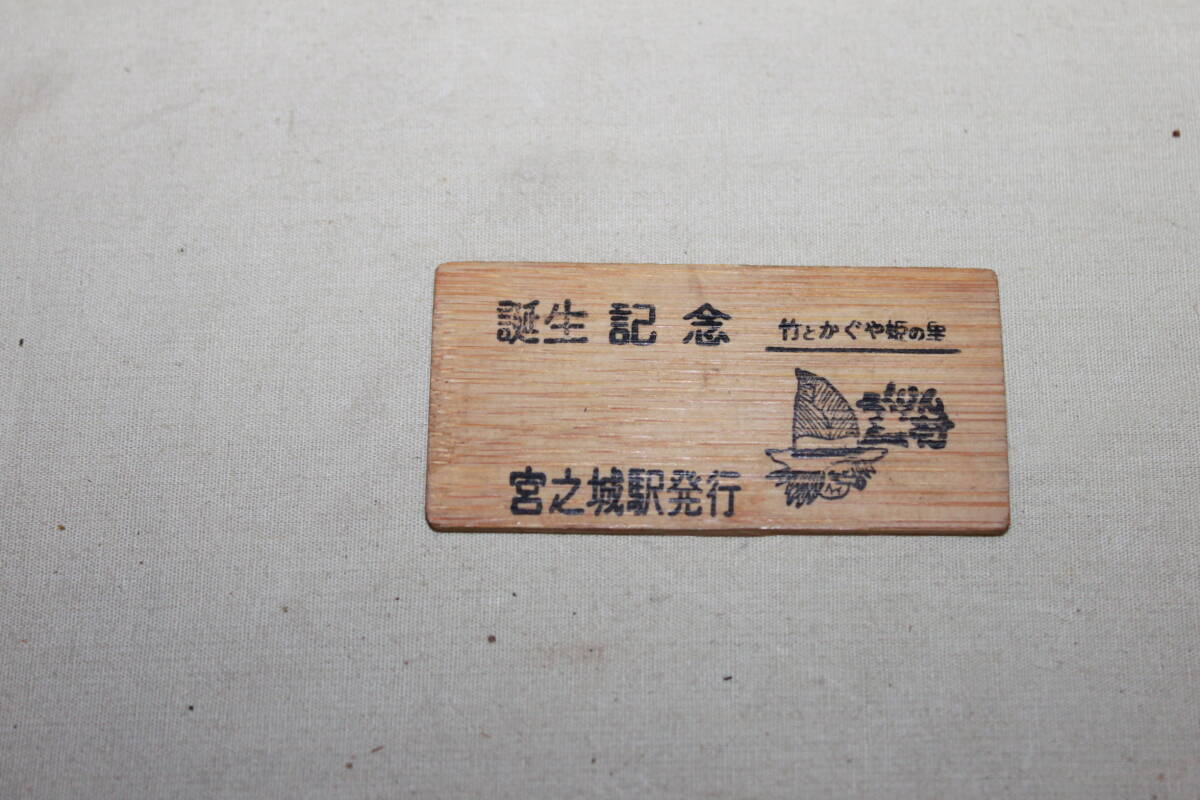 誕生記念
竹とかぐや姫の里
宮之城駅発行